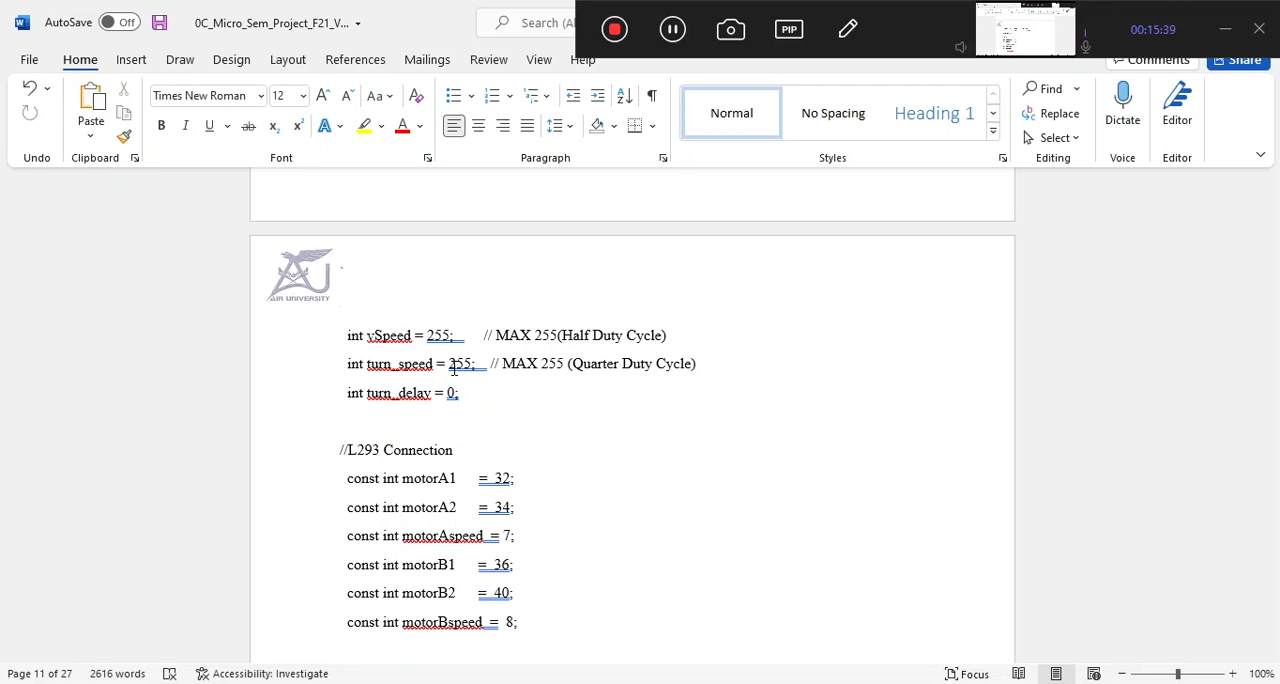 AutoSave Off 0C_Micro_Sem_Project_F21_VV... Search (Al
PIP 00:15:39
File Home Insert Draw Design Layout References Mailings Review View Help Comments Share
Times New Roman 12 Aa Normal No Spacing Heading 1 Find
Paste Replace Dictate Editor
Select
Undo Clipboard Font Paragraph Styles Editing Voice Editor
AIR UNIVERSITY
int vSpeed = 255; // MAX 255(Half Duty Cycle)
int turn_speed = 255; // MAX 255 (Quarter Duty Cycle)
int turn_delay = 0;
//L293 Connection
const int motorA1 = 32;
const int motorA2 = 34;
const int motorAspeed = 7;
const int motorB1 = 36;
const int motorB2 = 40;
const int motorBspeed = 8;
Page 11 of 27 2616 words Accessibility: Investigate Focus 100%